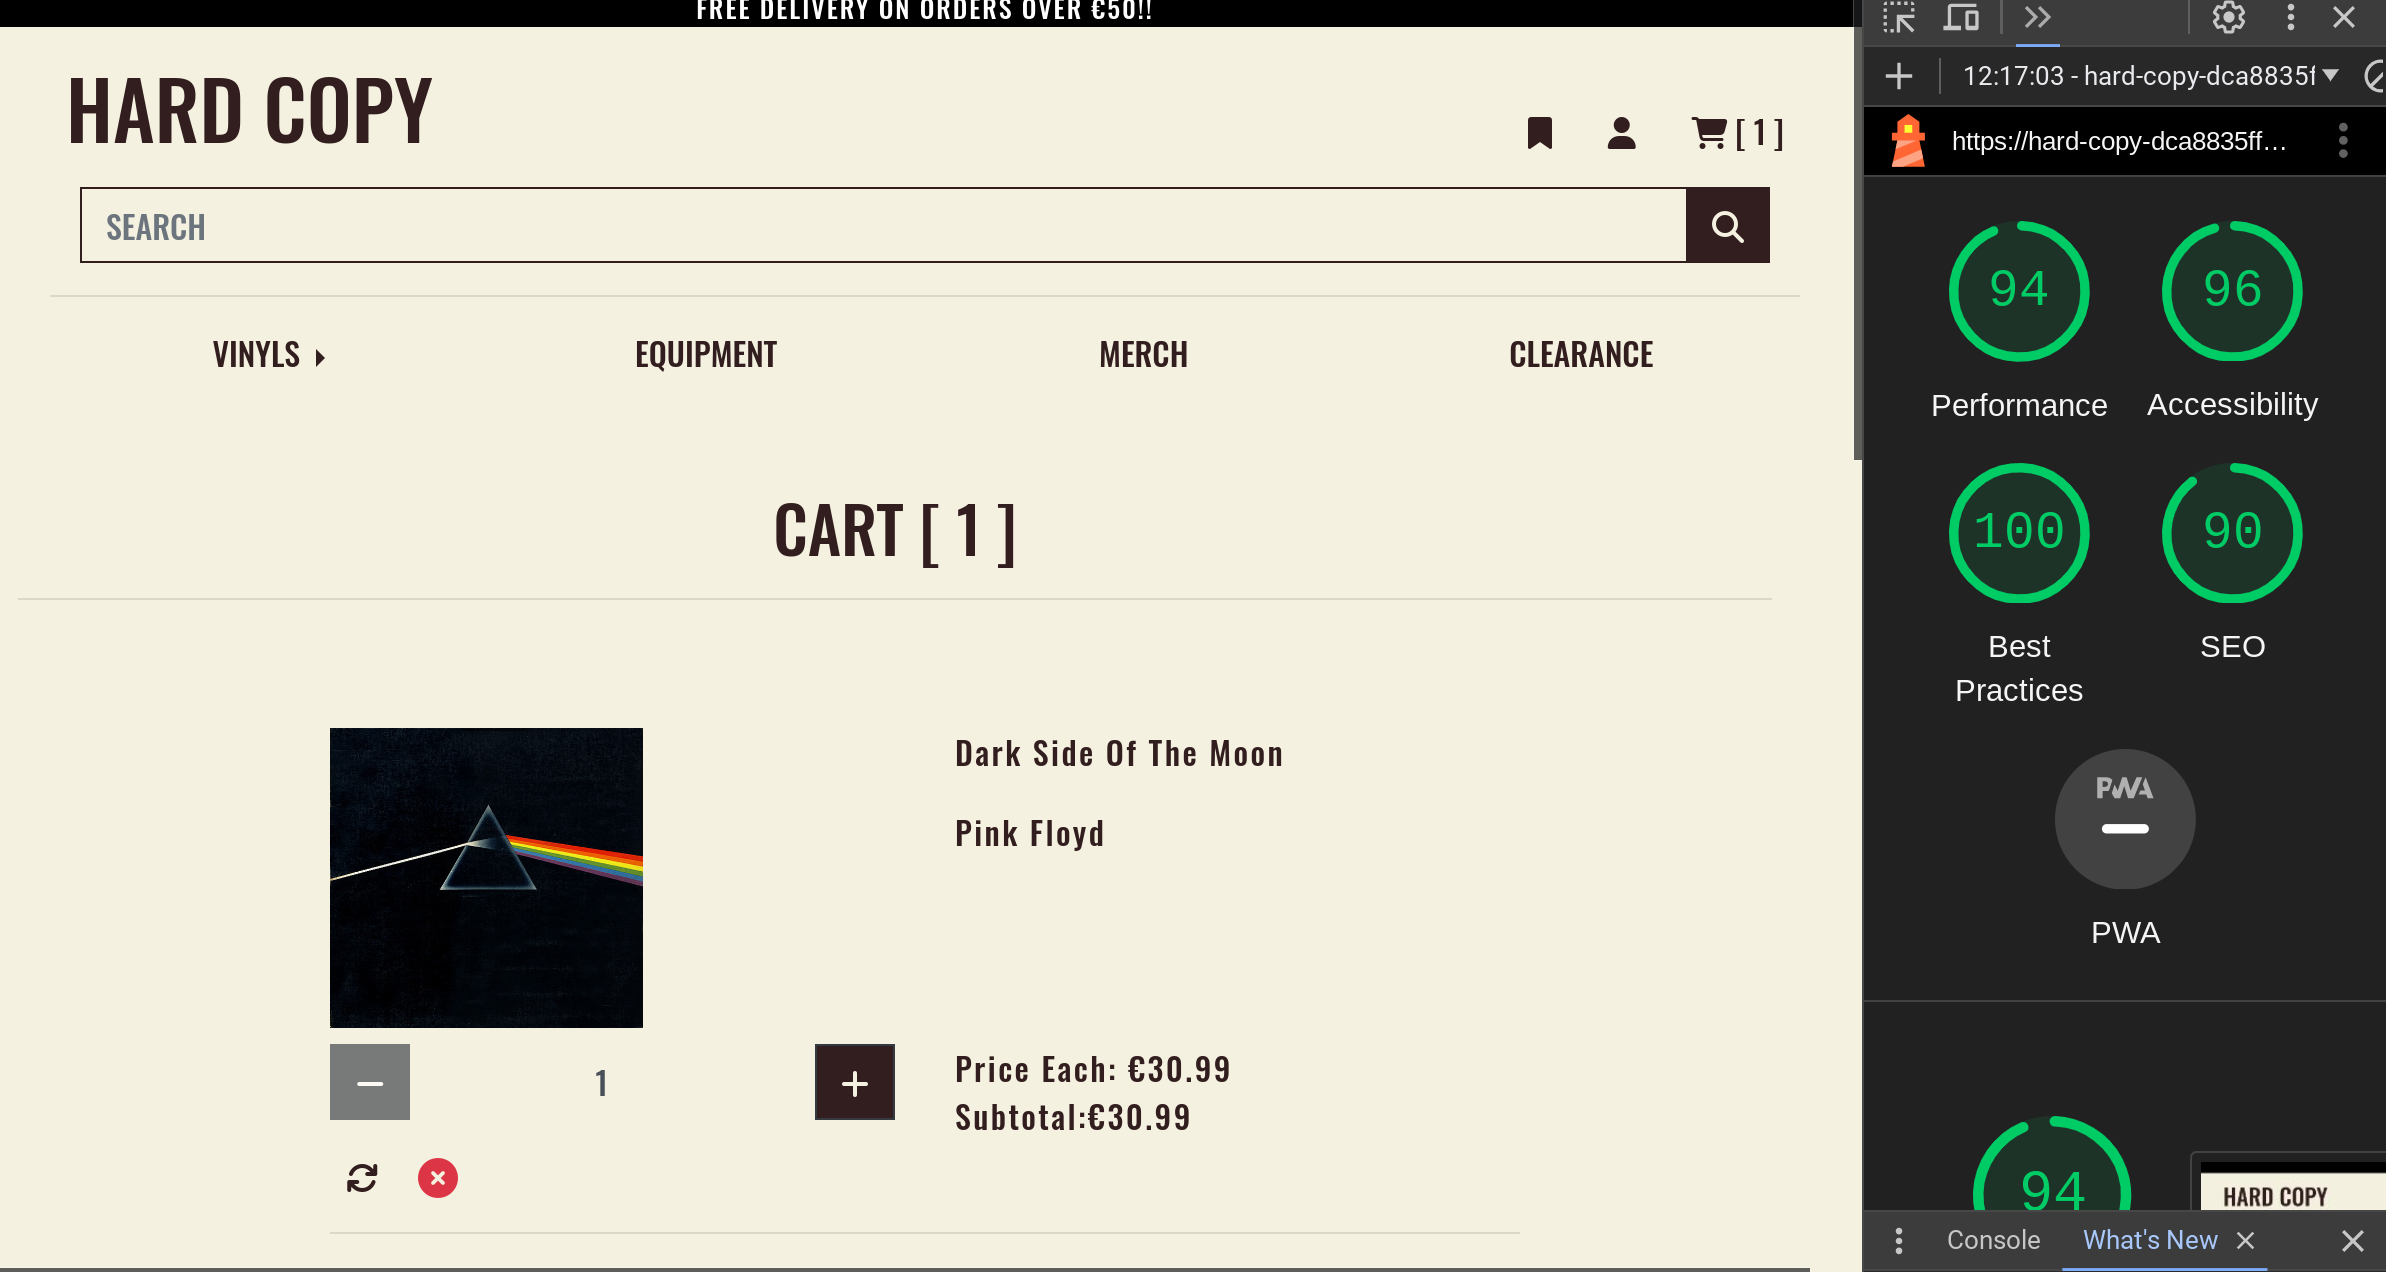 FREE DELIVERY ON ORDERS OVER €50!!
HARD COPY
[ 1 ]
SEARCH
VINYLS
EQUIPMENT
MERCH
CLEARANCE
CART [ 1 ]
Dark Side Of The Moon
Pink Floyd
1
Price Each: €30.99
Subtotal:€30.99
12:17:03 - hard-copy-dca8835f
https://hard-copy-dca8835ff…
94
96
Performance
Accessibility
100
90
Best
Practices
SEO
PWA
PWA
94
HARD COPY
Console
What's New